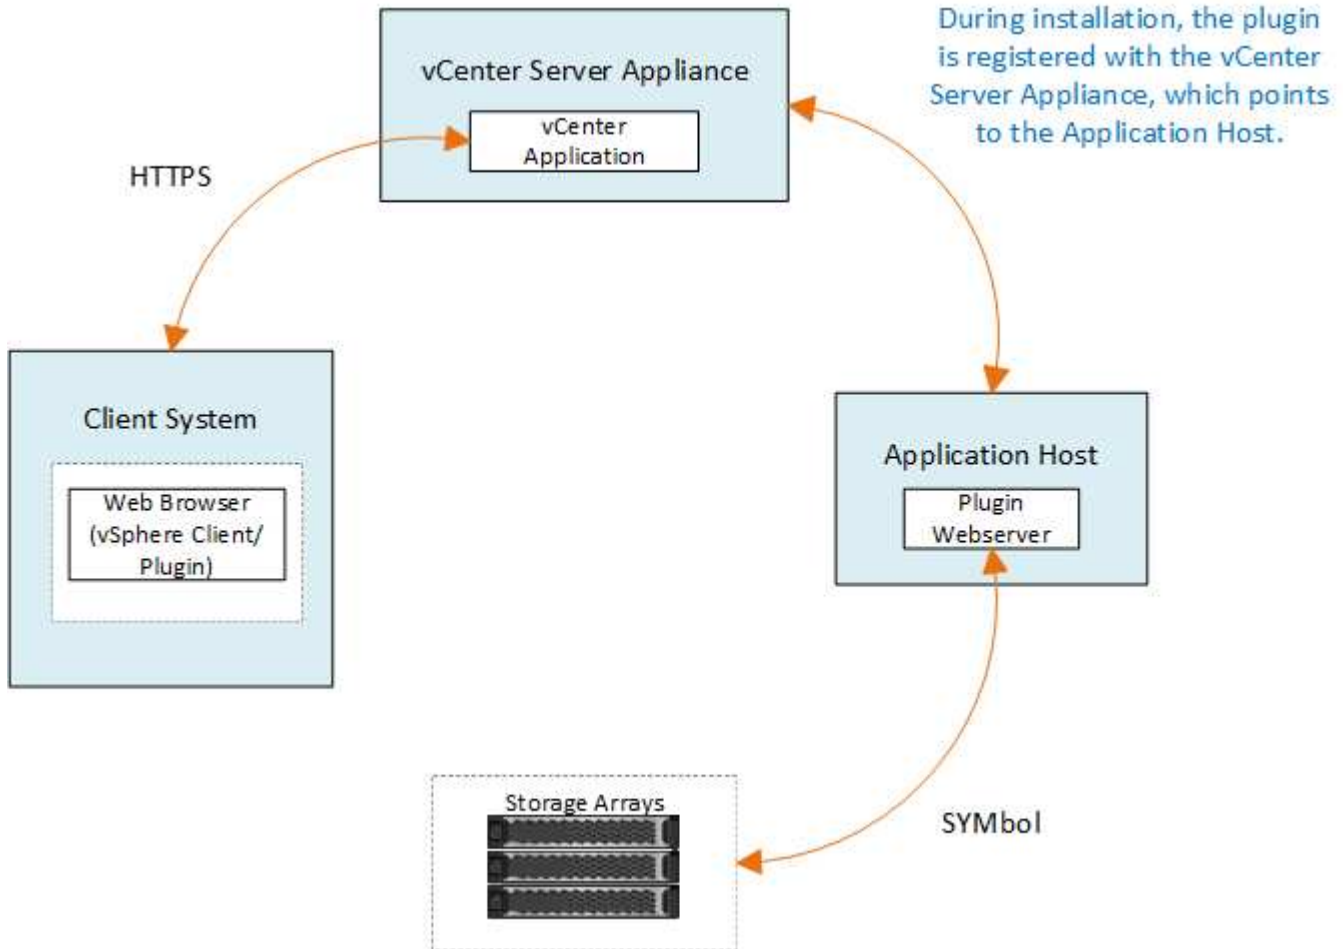 During installation, the plugin
is registered with the vCenter
Server Appliance, which points
to the Application Host.
vCenter Server Appliance
vCenter
Application
HTTPS
Client System
Web Browser
(vSphere Client/
Plugin)
Application Host
Plugin
Webserver
SYMbol
Storage Arrays